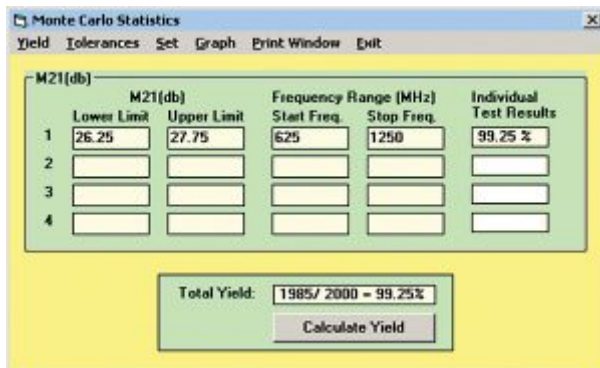 Monte Carlo Statistics
Yield Tolerances Set Graph Print Window Exit
M21(db)
M21(db) Frequency Range (MHz) Individual
Lower Limit Upper Limit Start Freq. Stop Freq. Test Results
1 26.25 27.75 625 1250 99.25 %
2
3
4
Total Yield: 1985/ 2000 = 99.25%
Calculate Yield